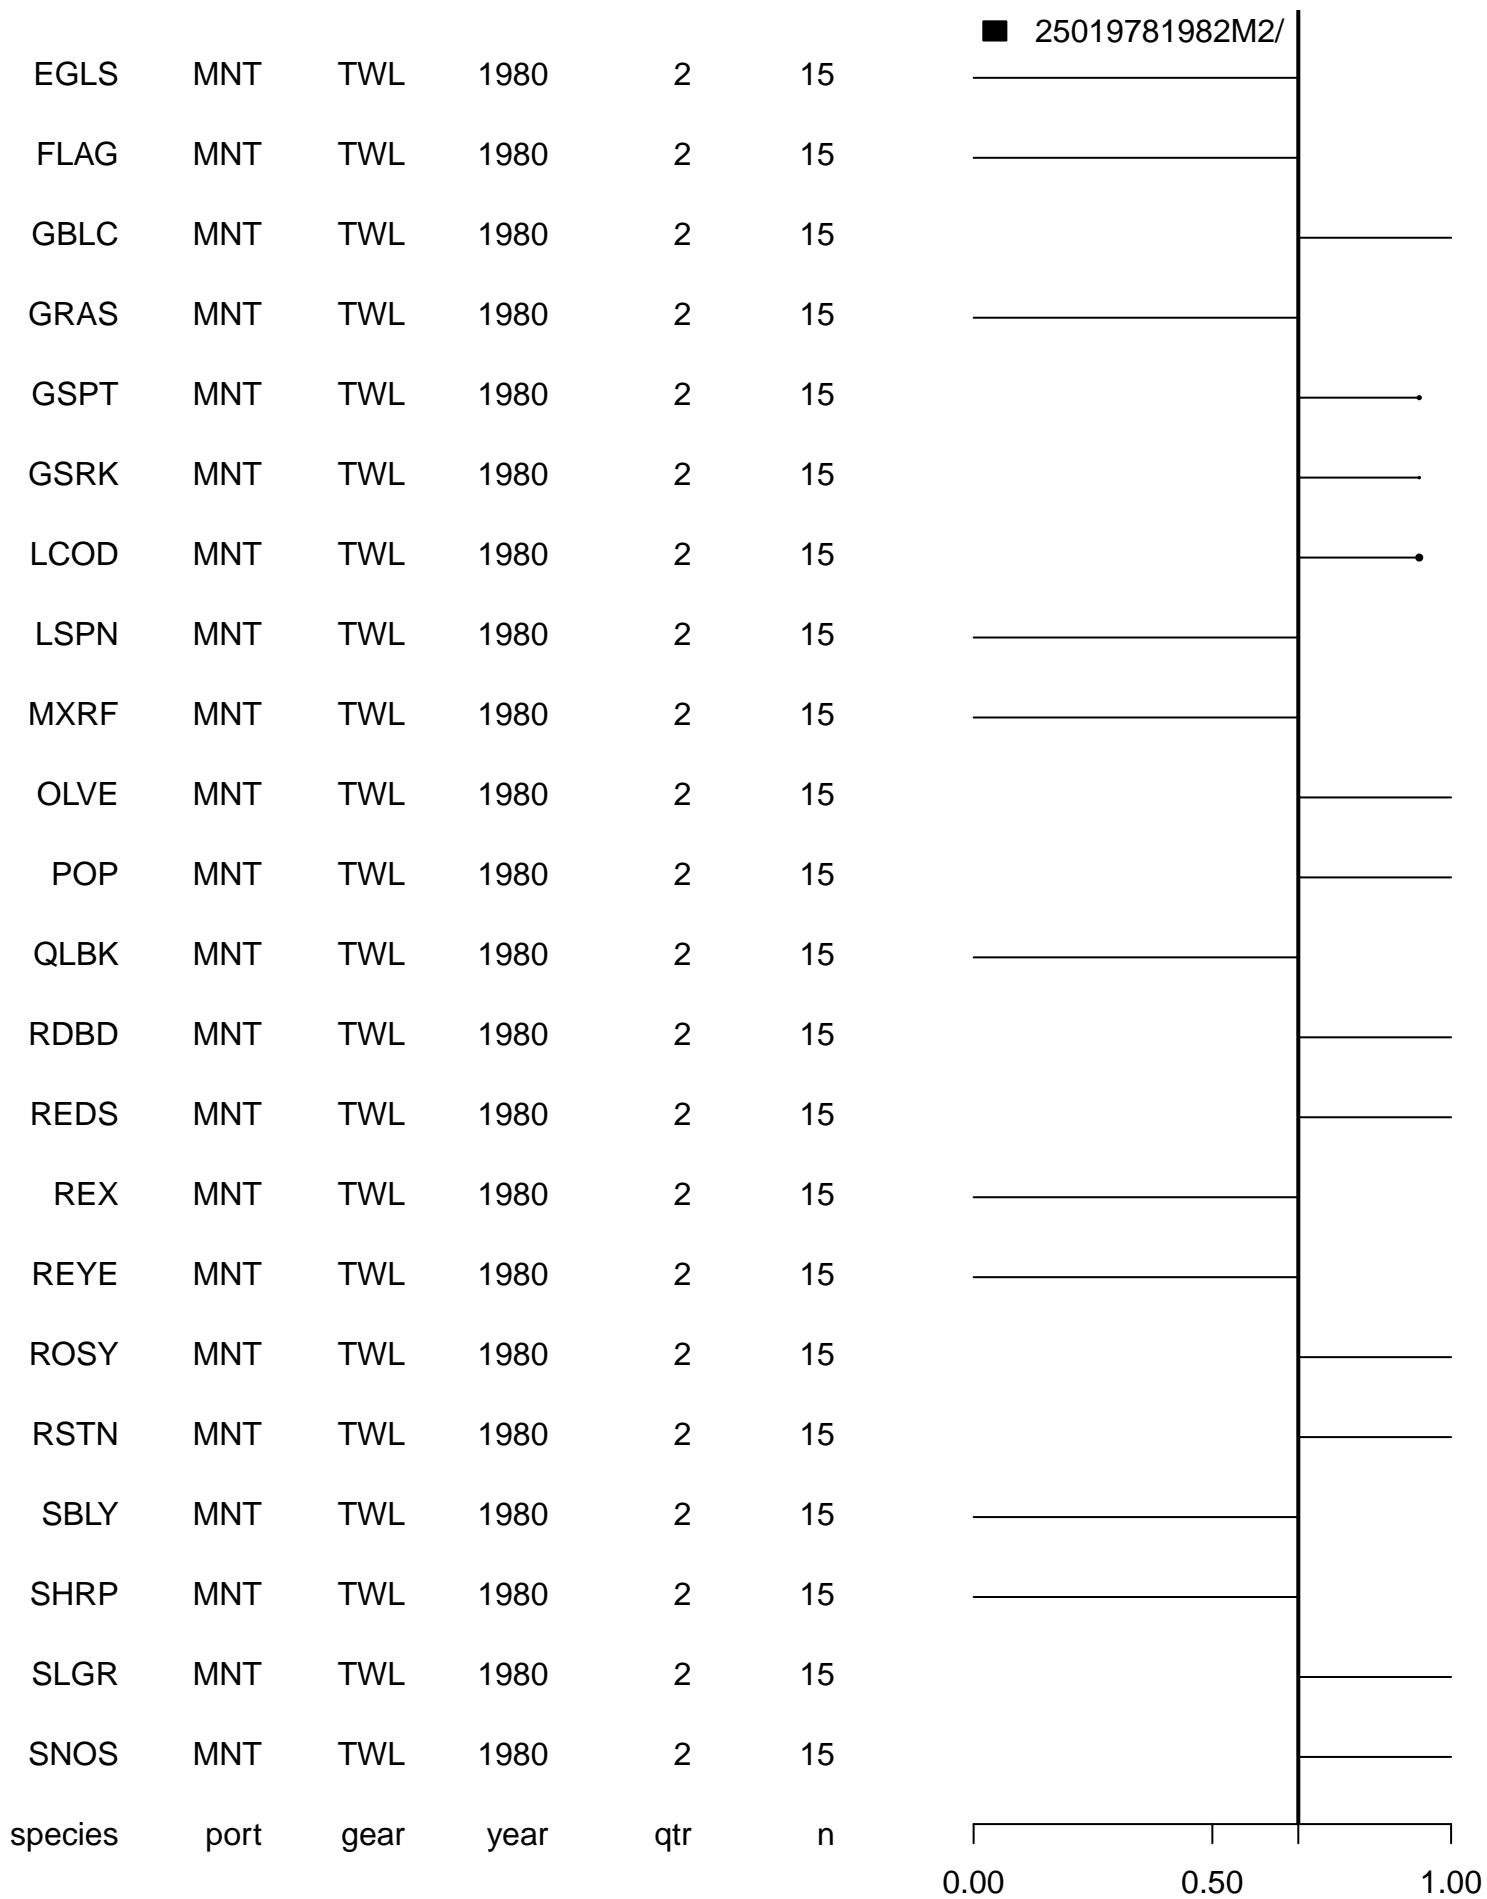 25019781982M2/
EGLS MNT TWL 1980 2 15
FLAG MNT TWL 1980 2 15
GBLC MNT TWL 1980 2 15
GRAS MNT TWL 1980 2 15
GSPT MNT TWL 1980 2 15
GSRK MNT TWL 1980 2 15
LCOD MNT TWL 1980 2 15
LSPN MNT TWL 1980 2 15
MXRF MNT TWL 1980 2 15
OLVE MNT TWL 1980 2 15
POP MNT TWL 1980 2 15
QLBK MNT TWL 1980 2 15
RDBD MNT TWL 1980 2 15
REDS MNT TWL 1980 2 15
REX MNT TWL 1980 2 15
REYE MNT TWL 1980 2 15
ROSY MNT TWL 1980 2 15
RSTN MNT TWL 1980 2 15
SBLY MNT TWL 1980 2 15
SHRP MNT TWL 1980 2 15
SLGR MNT TWL 1980 2 15
SNOS MNT TWL 1980 2 15
species port gear year qtr n
0.00 0.50 1.00